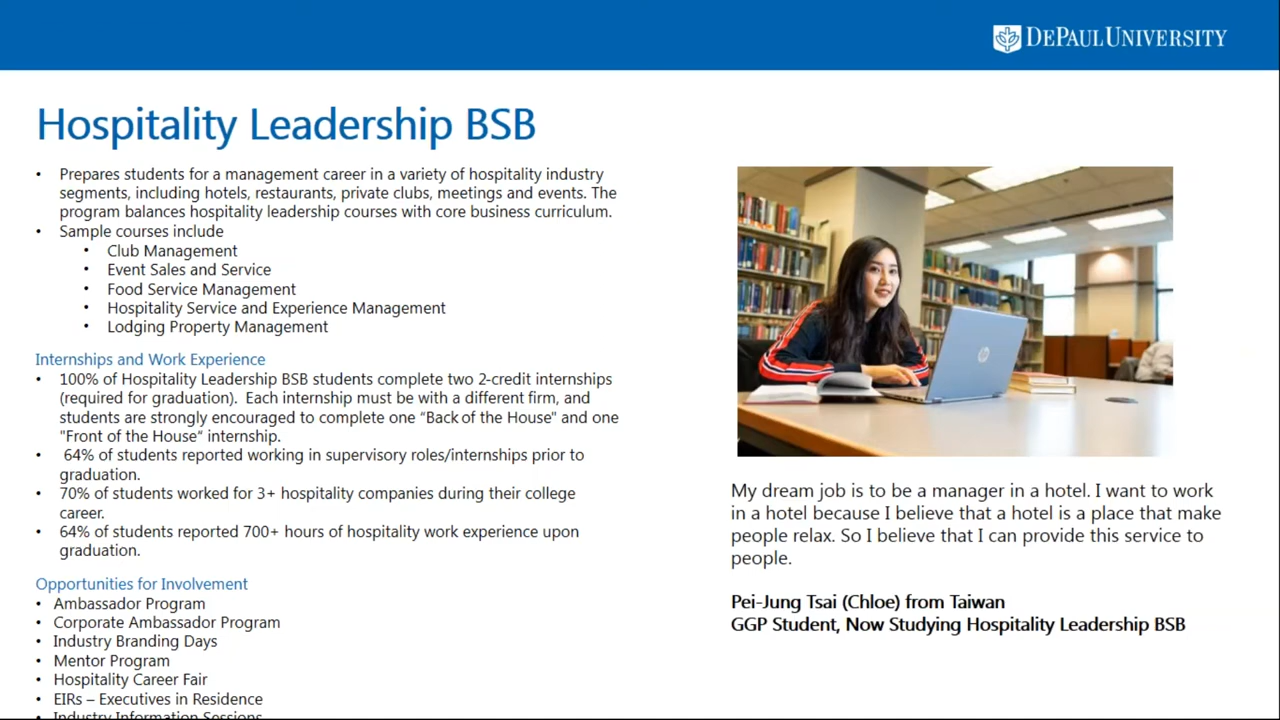 DEPAUL UNIVERSITY
Hospitality Leadership BSB
• Prepares students for a management career in a variety of hospitality industry
segments, including hotels, restaurants, private clubs, meetings and events. The
program balances hospitality leadership courses with core business curriculum.
• Sample courses include
• Club Management
• Event Sales and Service
• Food Service Management
• Hospitality Service and Experience Management
• Lodging Property Management
Internships and Work Experience
• 100% of Hospitality Leadership BSB students complete two 2-credit internships
(required for graduation).  Each internship must be with a different firm, and
students are strongly encouraged to complete one “Back of the House" and one
"Front of the House“ internship.
• 64% of students reported working in supervisory roles/internships prior to
graduation.
• 70% of students worked for 3+ hospitality companies during their college
career.
• 64% of students reported 700+ hours of hospitality work experience upon
graduation.
Opportunities for Involvement
• Ambassador Program
• Corporate Ambassador Program
• Industry Branding Days
• Mentor Program
• Hospitality Career Fair
• EIRs – Executives in Residence
• Industry Information Sessions
hp
My dream job is to be a manager in a hotel. I want to work
in a hotel because I believe that a hotel is a place that make
people relax. So I believe that I can provide this service to
people.
Pei-Jung Tsai (Chloe) from Taiwan
GGP Student, Now Studying Hospitality Leadership BSB